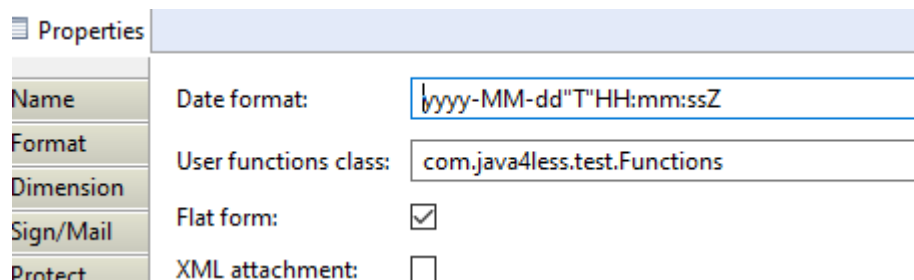 Properties
Name
Date format: yyyy-MM-dd"T"HH:mm:ssZ
Format
User functions class: com.java4less.test.Functions
Dimension
Flat form:
Sign/Mail
XML attachment:
Protect